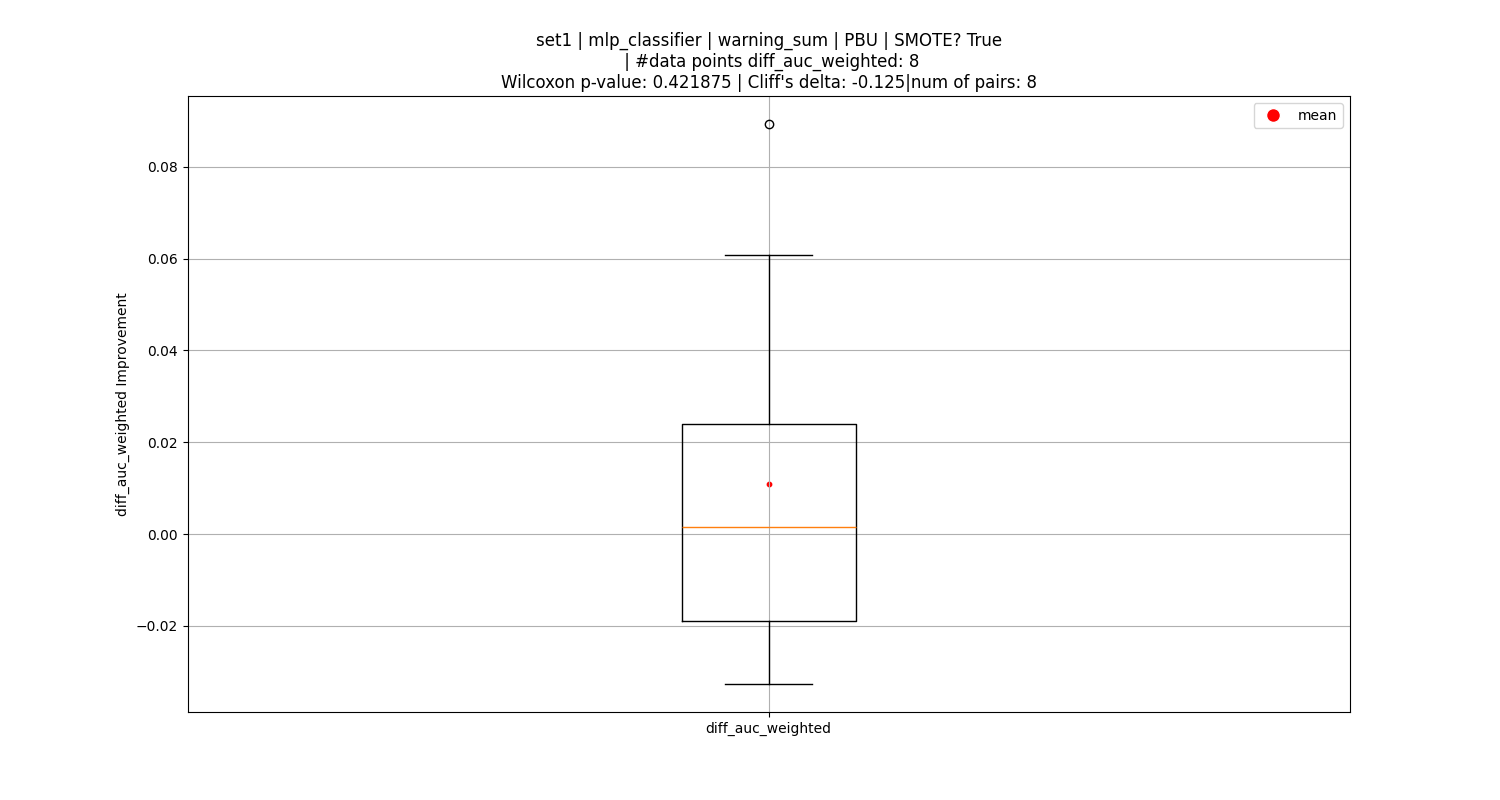 set1 | mlp_classifier | warning_sum | PBU | SMOTE? True
| #data points diff_auc_weighted: 8
Wilcoxon p-value: 0.421875 | Cliff's delta: -0.125|num of pairs: 8
mean
0.08
0.06
0.04
0.02
0.00
−0.02
diff_auc_weighted Improvement
diff_auc_weighted